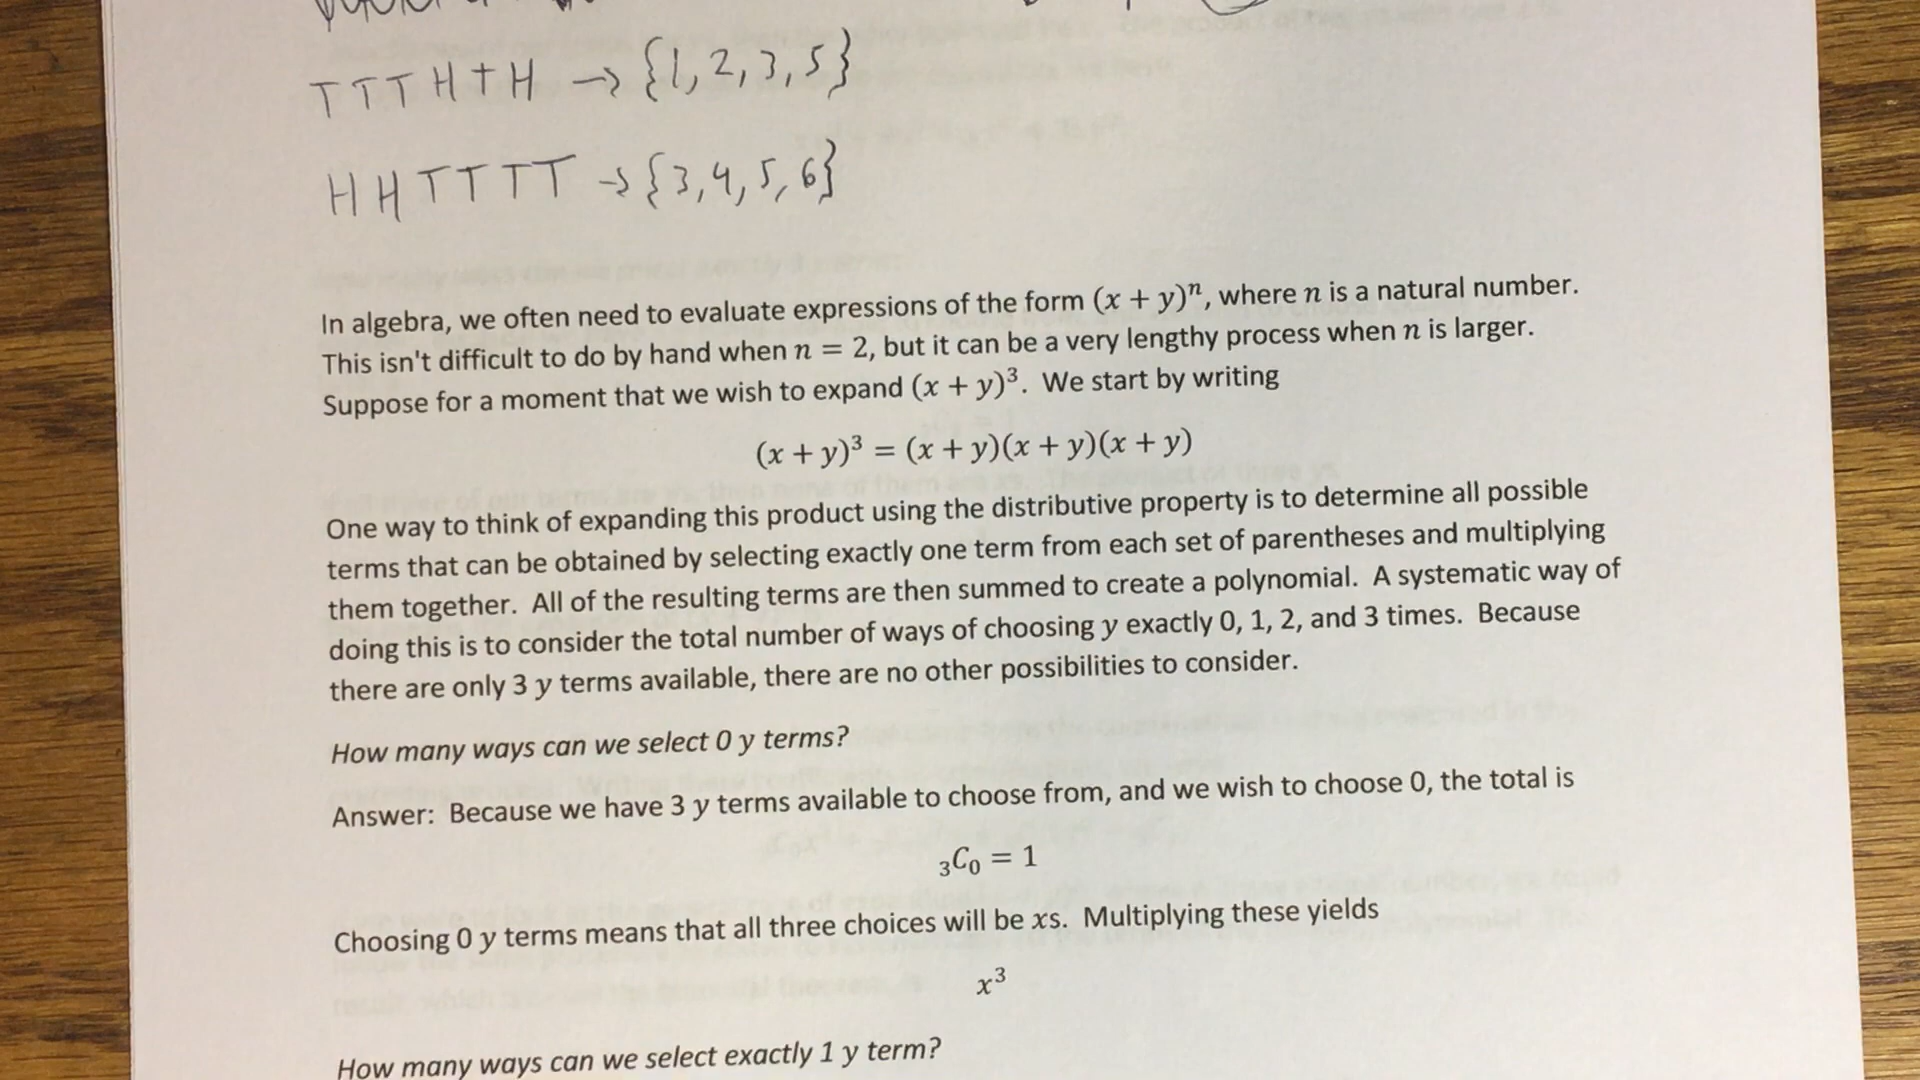 T T T H T H → {1, 2, 3, 5}
H H T T T T → {3, 4, 5, 6}
In algebra, we often need to evaluate expressions of the form (x + y)ⁿ, where n is a natural number.
This isn't difficult to do by hand when n = 2, but it can be a very lengthy process when n is larger.
Suppose for a moment that we wish to expand (x + y)³. We start by writing
(x + y)³ = (x + y)(x + y)(x + y)
One way to think of expanding this product using the distributive property is to determine all possible
terms that can be obtained by selecting exactly one term from each set of parentheses and multiplying
them together. All of the resulting terms are then summed to create a polynomial. A systematic way of
doing this is to consider the total number of ways of choosing y exactly 0, 1, 2, and 3 times. Because
there are only 3 y terms available, there are no other possibilities to consider.
How many ways can we select 0 y terms?
Answer: Because we have 3 y terms available to choose from, and we wish to choose 0, the total is
₃C₀ = 1
Choosing 0 y terms means that all three choices will be xs. Multiplying these yields
x³
How many ways can we select exactly 1 y term?